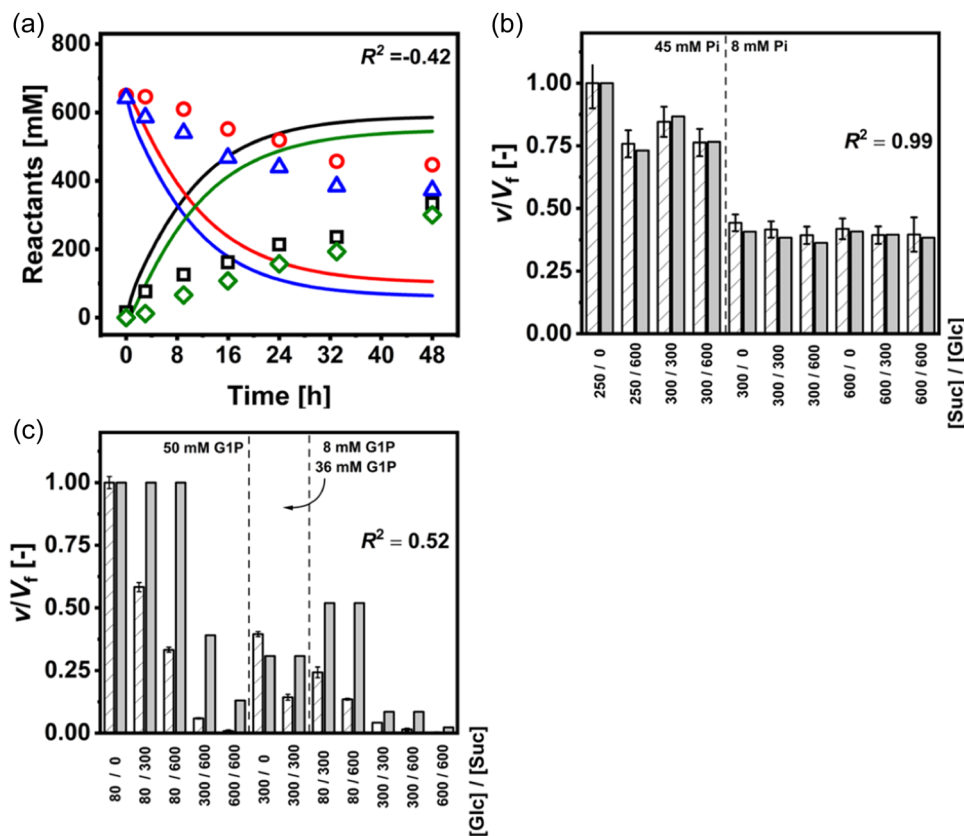 (a)
800
600
400
200
0
Reactants [mM]
R² =-0.42
0 8 16 24 32 40 48
Time [h]
(b)
45 mM Pi
8 mM Pi
1.00
0.75
0.50
0.25
0.00
v/Vf [-]
R² = 0.99
250 / 0
250 / 600
300 / 300
300 / 600
300 / 0
300 / 300
300 / 600
600 / 0
600 / 300
600 / 600
[Suc] / [Glc]
(c)
50 mM G1P
8 mM G1P
36 mM G1P
1.00
0.75
0.50
0.25
0.00
v/Vf [-]
R² = 0.52
80 / 0
80 / 300
80 / 600
300 / 600
600 / 600
300 / 0
300 / 300
80 / 300
80 / 600
300 / 300
300 / 600
600 / 600
[Glc] / [Suc]